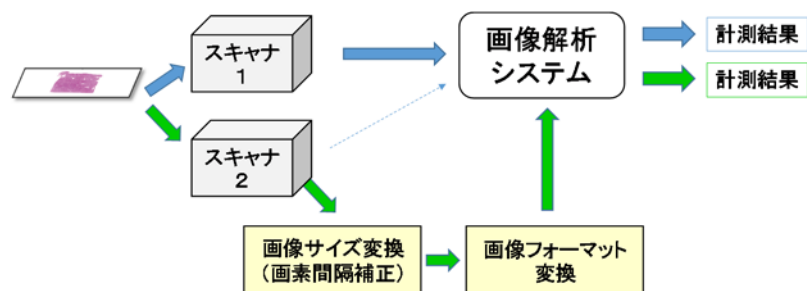 スキャナ
1
画像解析
システム
計測結果
計測結果
スキャナ
2
画像サイズ変換
（画素間隔補正）
画像フォーマット
変換